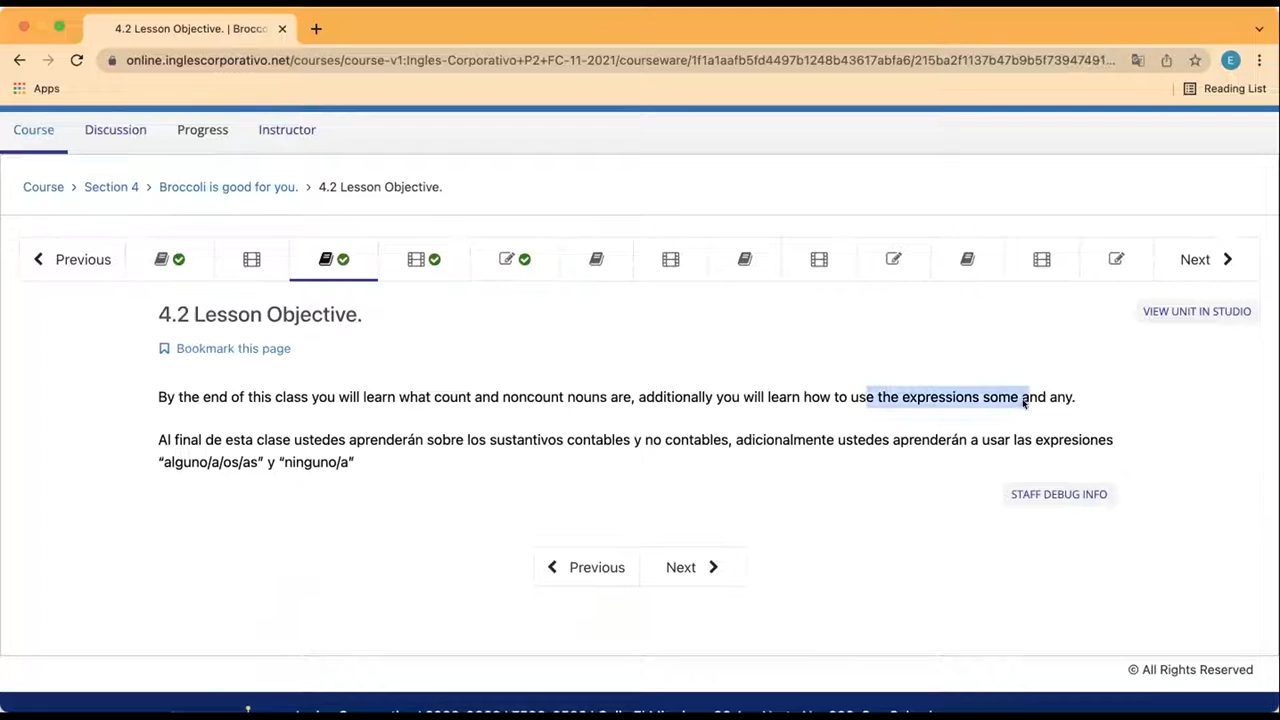 4.2 Lesson Objective. | Brocco
online.inglescorporativo.net/courses/course-v1:Ingles-Corporativo+P2+FC-11-2021/courseware/1f1a1aafb5fd4497b1248b43617abfa6/215ba2f1137b47b9b5f73947491...
E
Apps
Reading List
Course Discussion Progress Instructor
Course > Section 4 > Broccoli is good for you. > 4.2 Lesson Objective.
Previous
Next
4.2 Lesson Objective.
VIEW UNIT IN STUDIO
Bookmark this page
By the end of this class you will learn what count and noncount nouns are, additionally you will learn how to use the expressions some and any.
Al final de esta clase ustedes aprenderán sobre los sustantivos contables y no contables, adicionalmente ustedes aprenderán a usar las expresiones
“alguno/a/os/as” y “ninguno/a”
STAFF DEBUG INFO
Previous Next
© All Rights Reserved